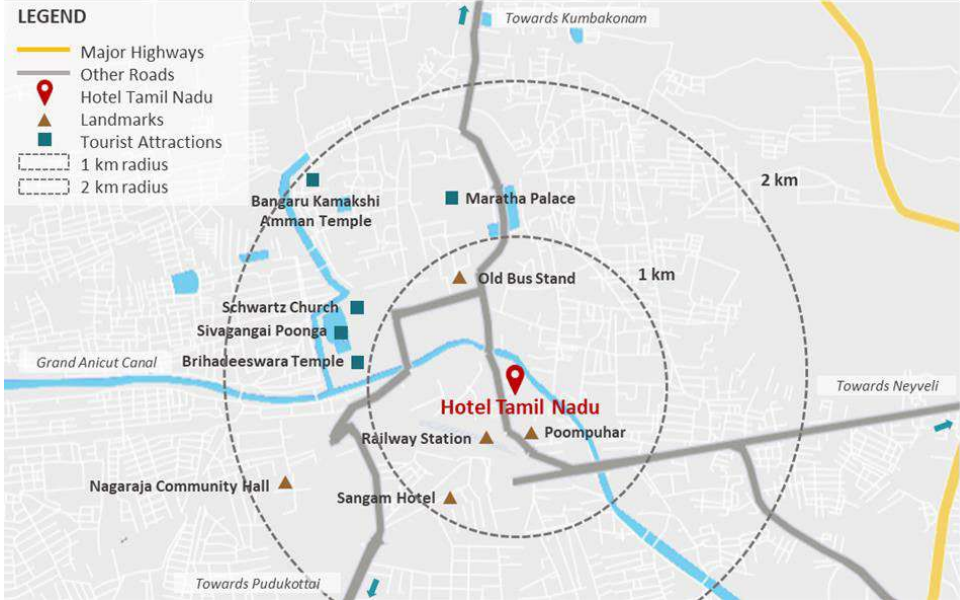 LEGEND
Major Highways
Other Roads
Hotel Tamil Nadu
Landmarks
Tourist Attractions
1 km radius
2 km radius
Towards Kumbakonam
2 km
Bangaru Kamakshi
Amman Temple
Maratha Palace
1 km
Old Bus Stand
Schwartz Church
Sivagangai Poonga
Brihadeeswara Temple
Grand Anicut Canal
Towards Neyveli
Hotel Tamil Nadu
Railway Station
Poompuhar
Nagaraja Community Hall
Sangam Hotel
Towards Pudukottai